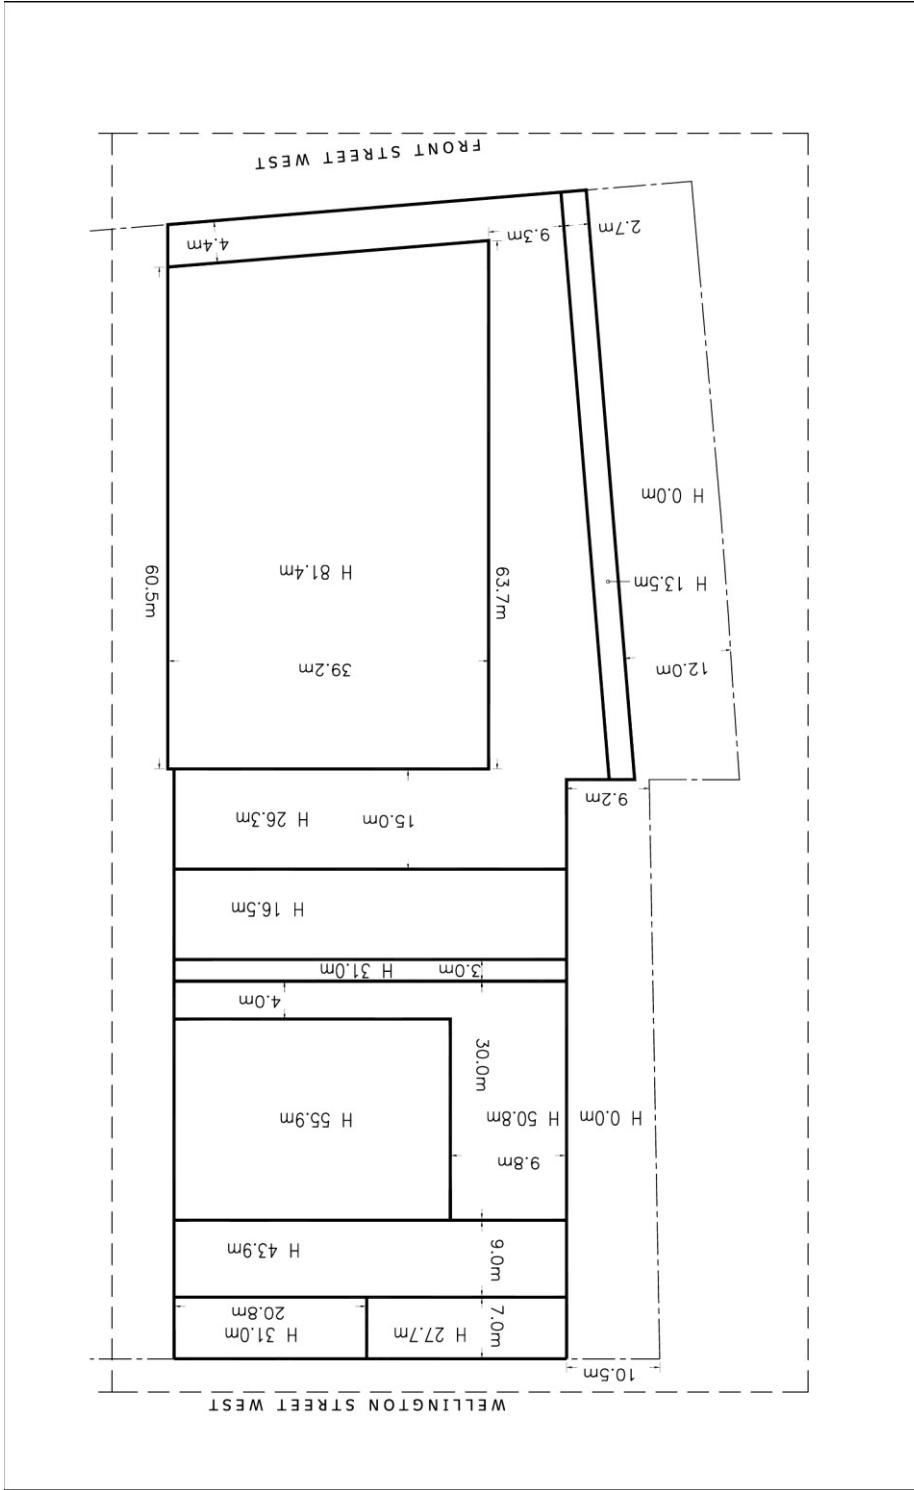 WELLINGTON STREET WEST
10.5m
H 27.7m
7.0m
H 31.0m
20.8m
H 43.9m
9.0m
9.8m
H 0.0m
H 50.8m
H 55.9m
30.0m
4.0m
3.0m
H 31.0m
H 16.5m
15.0m
H 26.3m
9.2m
12.0m
39.2m
H 13.5m
H 81.4m
63.7m
60.5m
H 0.0m
4.4m
9.3m
2.7m
FRONT STREET WEST